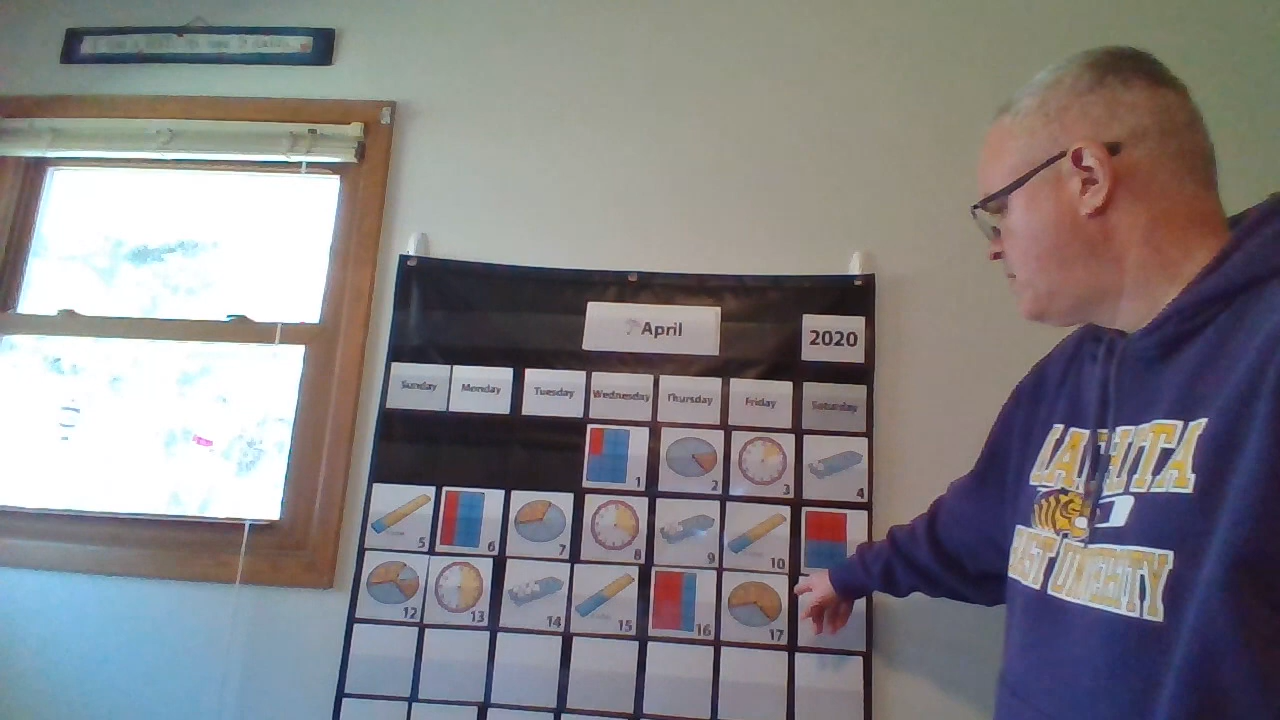 April
2020
Sunday Monday Tuesday Wednesday Thursday Friday Saturday
1 2 3 4
5 6 7 8 9 10
12 13 14 15 16 17